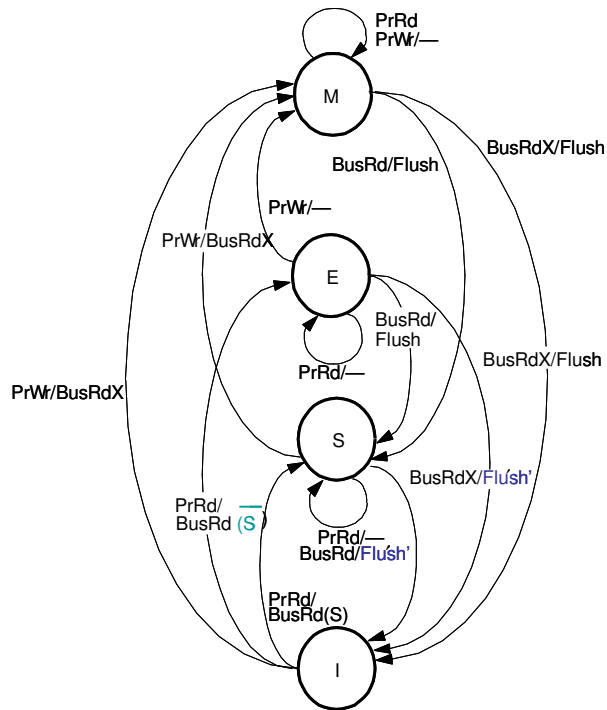 PrRd
PrWr/—
M
BusRdX/Flush
BusRd/Flush
PrWr/—
PrWr/BusRdX
E
BusRd/
Flush
BusRdX/Flush
PrRd/—
PrWr/BusRdX
S
BusRdX/Flush'
PrRd/
BusRd (S̅)
PrRd/—
BusRd/Flush'
PrRd/
BusRd(S)
I